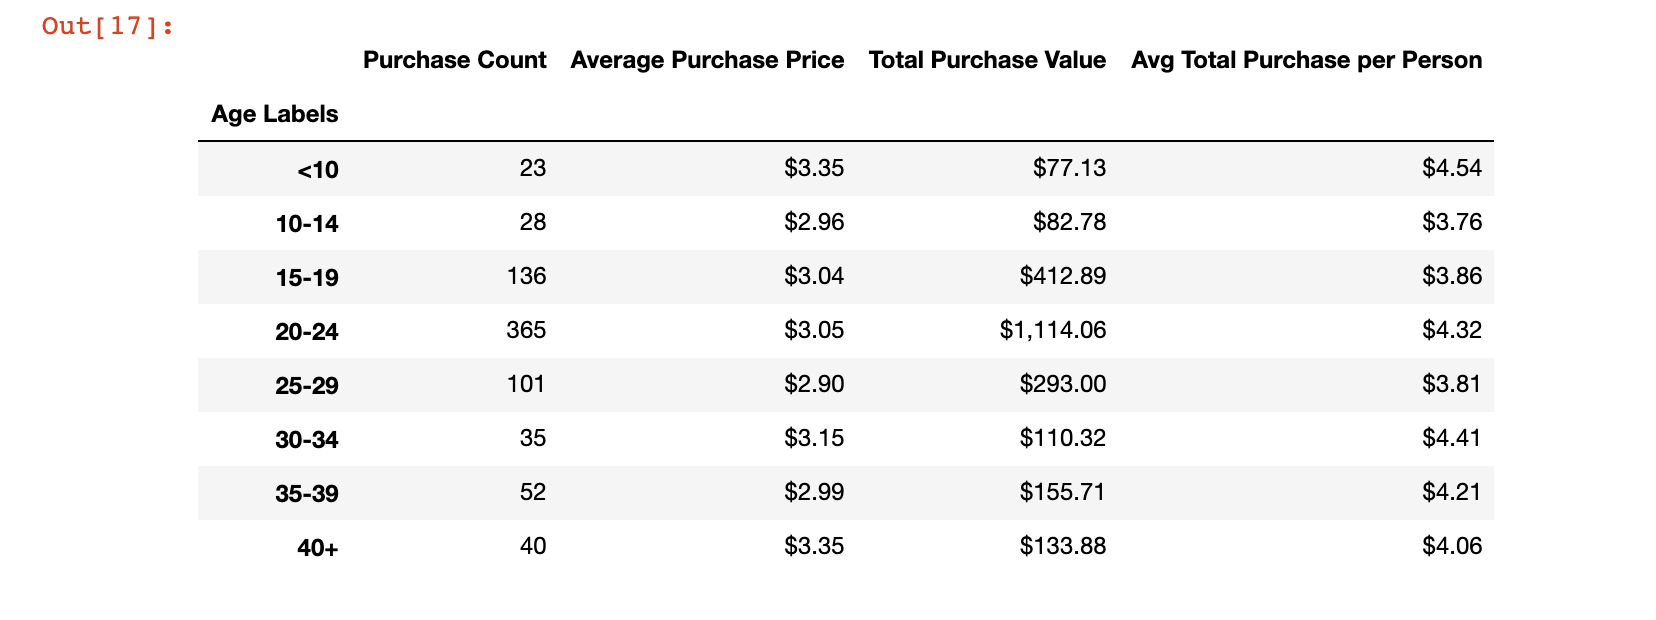 Out[17]:
Purchase Count Average Purchase Price Total Purchase Value Avg Total Purchase per Person
Age Labels
<10 23 $3.35 $77.13 $4.54
10-14 28 $2.96 $82.78 $3.76
15-19 136 $3.04 $412.89 $3.86
20-24 365 $3.05 $1,114.06 $4.32
25-29 101 $2.90 $293.00 $3.81
30-34 35 $3.15 $110.32 $4.41
35-39 52 $2.99 $155.71 $4.21
40+ 40 $3.35 $133.88 $4.06